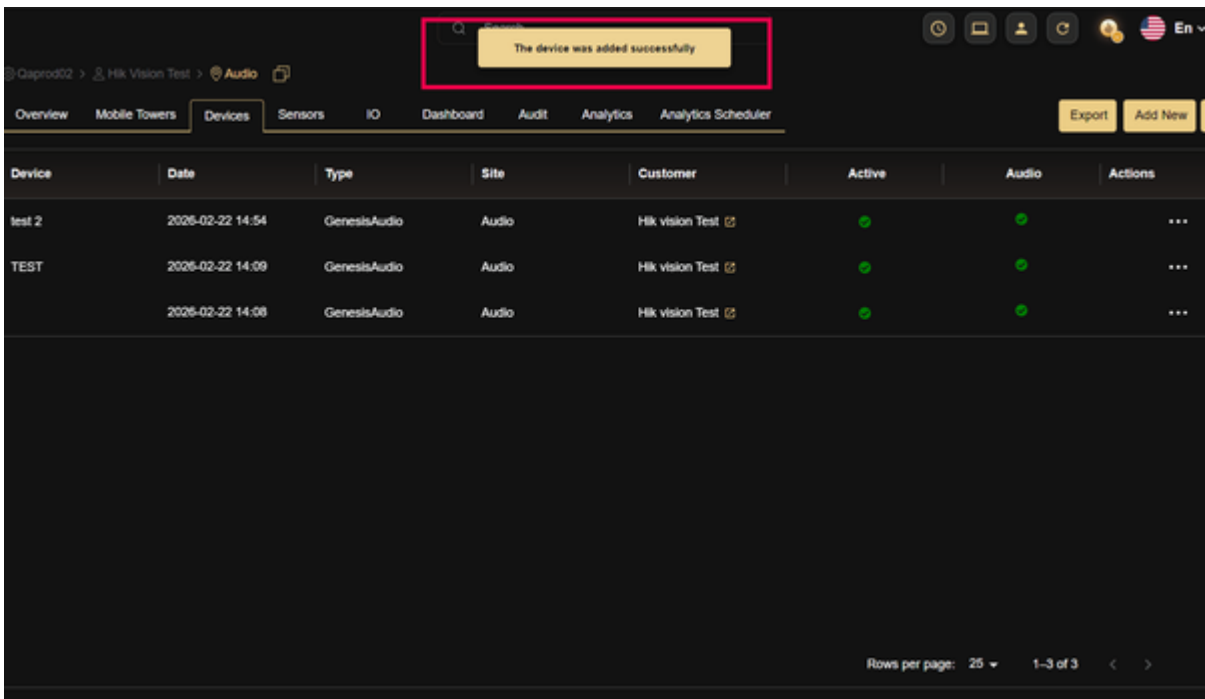 Search
The device was added successfully
En
Qaprod02 > Hik Vision Test > Audio
Overview Mobile Towers Devices Sensors IO Dashboard Audit Analytics Analytics Scheduler Export Add New
Device Date Type Site Customer Active Audio Actions
test 2 2026-02-22 14:54 GenesisAudio Audio Hik vision Test
TEST 2026-02-22 14:09 GenesisAudio Audio Hik vision Test
2026-02-22 14:08 GenesisAudio Audio Hik vision Test
Rows per page: 25 1–3 of 3